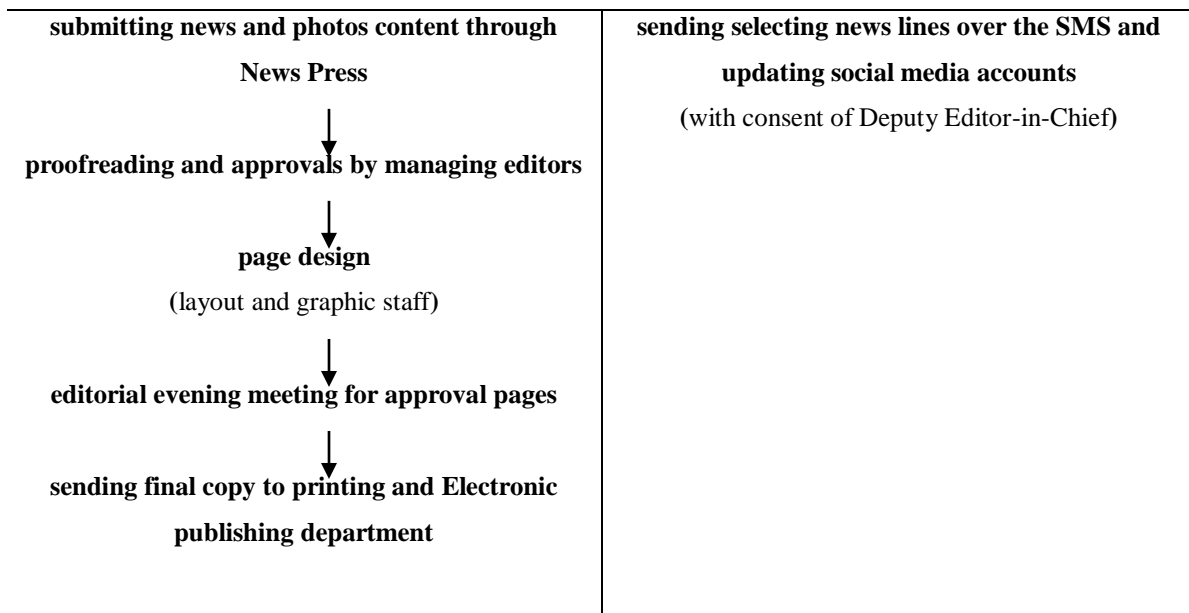 submitting news and photos content through
News Press
proofreading and approvals by managing editors
page design
(layout and graphic staff)
editorial evening meeting for approval pages
sending final copy to printing and Electronic
publishing department
sending selecting news lines over the SMS and
updating social media accounts
(with consent of Deputy Editor-in-Chief)